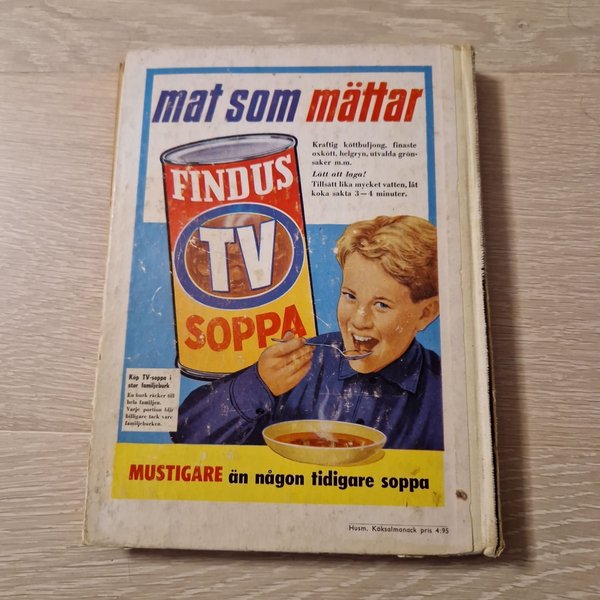 mat som mättar
Kraftig köttbuljong, finaste
oxkött, helgryn, utvalda grön-
saker m.m.
Lätt att laga!
Tillsätt lika mycket vatten, låt
koka sakta 3—4 minuter.
FINDUS
TV
SOPPA
Köp TV-soppa i
stor familjeburk
En burk räcker till
hela familjen.
Varje portion blir
billigare tack vare
familjeburken.
MUSTIGARE än någon tidigare soppa
Husm. Köksalmanack pris 4:95